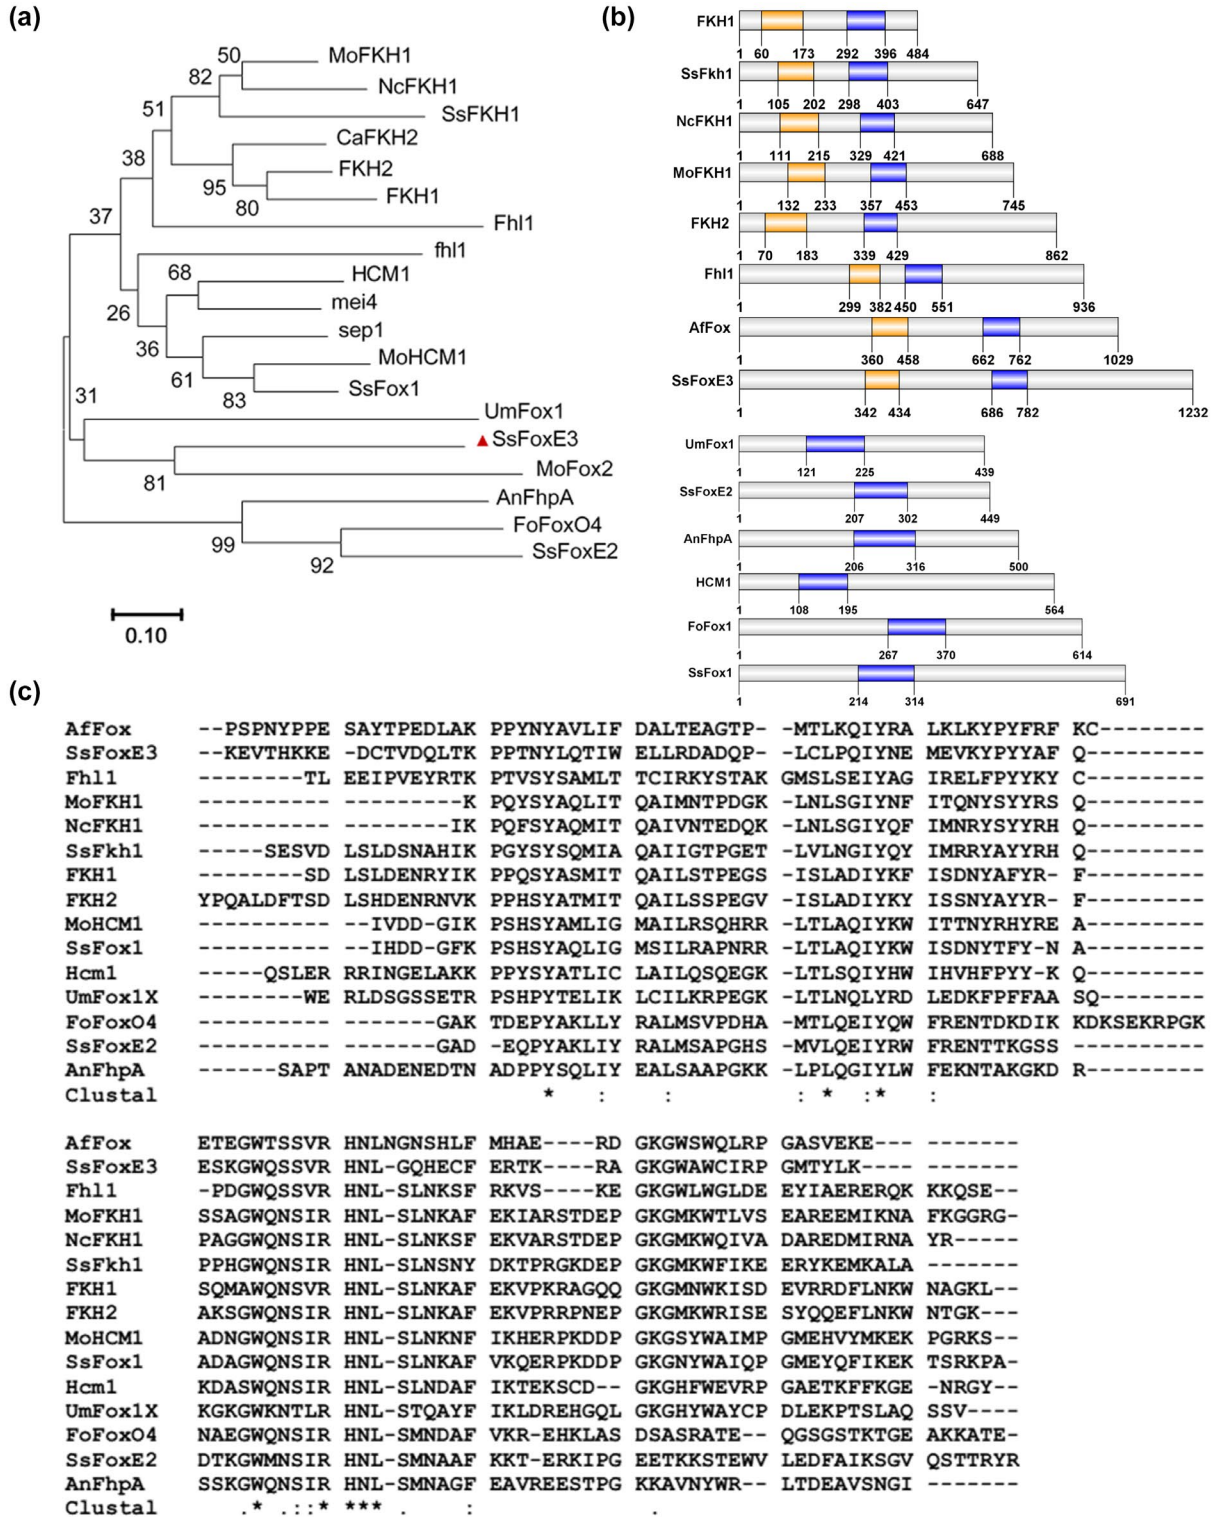 (a)
50 MoFKH1
82 NcFKH1
51 SsFKH1
CaFKH2
38 FKH2
95 FKH1
80
37 Fhl1
fhl1
68 HCM1
mei4
26 sep1
36 MoHCM1
61 SsFox1
83
31 UmFox1
SsFoxE3
MoFox2
81
AnFhpA
FoFoxO4
99 SsFoxE2
92
0.10
(b)
FKH1
1 60 173 292 396 484
SsFkh1
1 105 202 298 403 647
NcFKH1
1 111 215 329 421 688
MoFKH1
1 132 233 357 453 745
FKH2
1 70 183 339 429 862
Fhl1
1 299 382 450 551 936
AfFox
1 360 458 662 762 1029
SsFoxE3
1 342 434 686 782 1232
UmFox1
1 121 225 439
SsFoxE2
1 207 302 449
AnFhpA
1 206 316 500
HCM1
1 108 195 564
FoFox1
1 267 370 614
SsFox1
1 214 314 691
(c)
AfFox --PSPNYPPE SAYTPEDLAK PPYNYAVLIF DALTEAGTP- -MTLKQIYRA LKLKYPYFRF KC--------
SsFoxE3 --KEVTHKKE -DCTVDQLTK PPTNYLQTIW ELLRDADQP- -LCLPQIYNE MEVKYPYYAF Q---------
Fhl1 --------TL EEIPVEYRTK PTVSYSAMLT TCIRKYSTAK GMSLSEIYAG IRELFPYYKY C---------
MoFKH1 ---------- ---------K PQYSYAQLIT QAIMNTPDGK -LNLSGIYNF ITQNYSYYRS Q---------
NcFKH1 ---------- --------IK PQFSYAQMIT QAIVNTEDQK -LNLSGIYQF IMNRYSYYRH Q---------
SsFkh1 -----SESVD LSLDSNAHIK PGYSYSQMIA QAIIGTPGET -LVLNGIYQY IMRRYAYYRH Q---------
FKH1 --------SD LSLDENRYIK PPQSYASMIT QAILSTPEGS -ISLADIYKF ISDNYAFYR- F---------
FKH2 YPQALDFTSD LSHDENRNVK PPHSYATMIT QAILSSPEGV -ISLADIYKY ISSNYAYYR- F---------
MoHCM1 ---------- --IVDD-GIK PSHSYAMLIG MAILRSQHRR -LTLAQIYKW ITTNYRHYRE A---------
SsFox1 ---------- --IHDD-GFK PSHSYAQLIG MSILRAPNRR -LTLAQIYKW ISDNYTFY-N A---------
Hcm1 -----QSLER RRINGELAKK PPYSYATLIC LAILQSQEGK -LTLSQIYHW IHVHFPYY-K Q---------
UmFox1X --------WE RLDSGSSETR PSHPYTELIK LCILKRPEGK -LTLNQLYRD LEDKFPFFAA SQ--------
FoFoxO4 ---------- -------GAK TDEPYAKLLY RALMSVPDHA -MTLQEIYQW FRENTDKDIK KDKSEKRPGK
SsFoxE2 ---------- -------GAD -EQPYAKLIY RALMSAPGHS -MVLQEIYRW FRENTTKGSS ----------
AnFhpA ------SAPT ANADENEDTN ADPPYSQLIY EALSAAPGKK -LPLQGIYLW FEKNTAKGKD R---------
Clustal * : : : * :* :
AfFox ETEGWTSSVR HNLNGNSHLF MHAE----RD GKGWSWQLRP GASVEKE--- -------
SsFoxE3 ESKGWQSSVR HNL-GQHECF ERTK----RA GKGWAWCIRP GMTYLK---- -------
Fhl1 -PDGWQSSVR HNL-SLNKSF RKVS----KE GKGWLWGLDE EYIAERERQK KKQSE--
MoFKH1 SSAGWQNSIR HNL-SLNKAF EKIARSTDEP GKGMKWTLVS EAREEMIKNA FKGGRG-
NcFKH1 PAGGWQNSIR HNL-SLNKSF EKVARSTDEP GKGMKWQIVA DAREDMIRNA YR-----
SsFkh1 PPHGWQNSIR HNL-SLNSNY DKTPRGKDEP GKGMKWFIKE ERYKEMKALA -------
FKH1 SQMAWQNSIR HNL-SLNKAF EKVPKRAGQQ GKGMNWKISD EVRRDFLNKW NAGKL--
FKH2 AKSGWQNSIR HNL-SLNKAF EKVPRRPNEP GKGMKWRISE SYQQEFLNKW NTGK---
MoHCM1 ADNGWQNSIR HNL-SLNKNF IKHERPKDDP GKGSYWAIMP GMEHVYMKEK PGRKS--
SsFox1 ADAGWQNSIR HNL-SLNKAF VKQERPKDDP GKGNYWAIQP GMEYQFIKEK TSRKPA-
Hcm1 KDASWQNSIR HNL-SLNDAF IKTEKSCD-- GKGHFWEVRP GAETKFFKGE -NRGY--
UmFox1X KGKGWKNTLR HNL-STQAYF IKLDREHGQL GKGHYWAYCP DLEKPTSLAQ SSV----
FoFoxO4 NAEGWQNSIR HNL-SMNDAF VKR-EHKLAS DSASRATE-- QGSGSTKTGE AKKATE-
SsFoxE2 DTKGWMNSIR HNL-SMNAAF KKT-ERKIPG EETKKSTEWV LEDFAIKSGV QSTTRYR
AnFhpA SSKGWQNSIR HNL-SMNAGF EAVREESTPG KKAVNYWR-- LTDEAVSNGI -------
Clustal .* .::* *** . : .